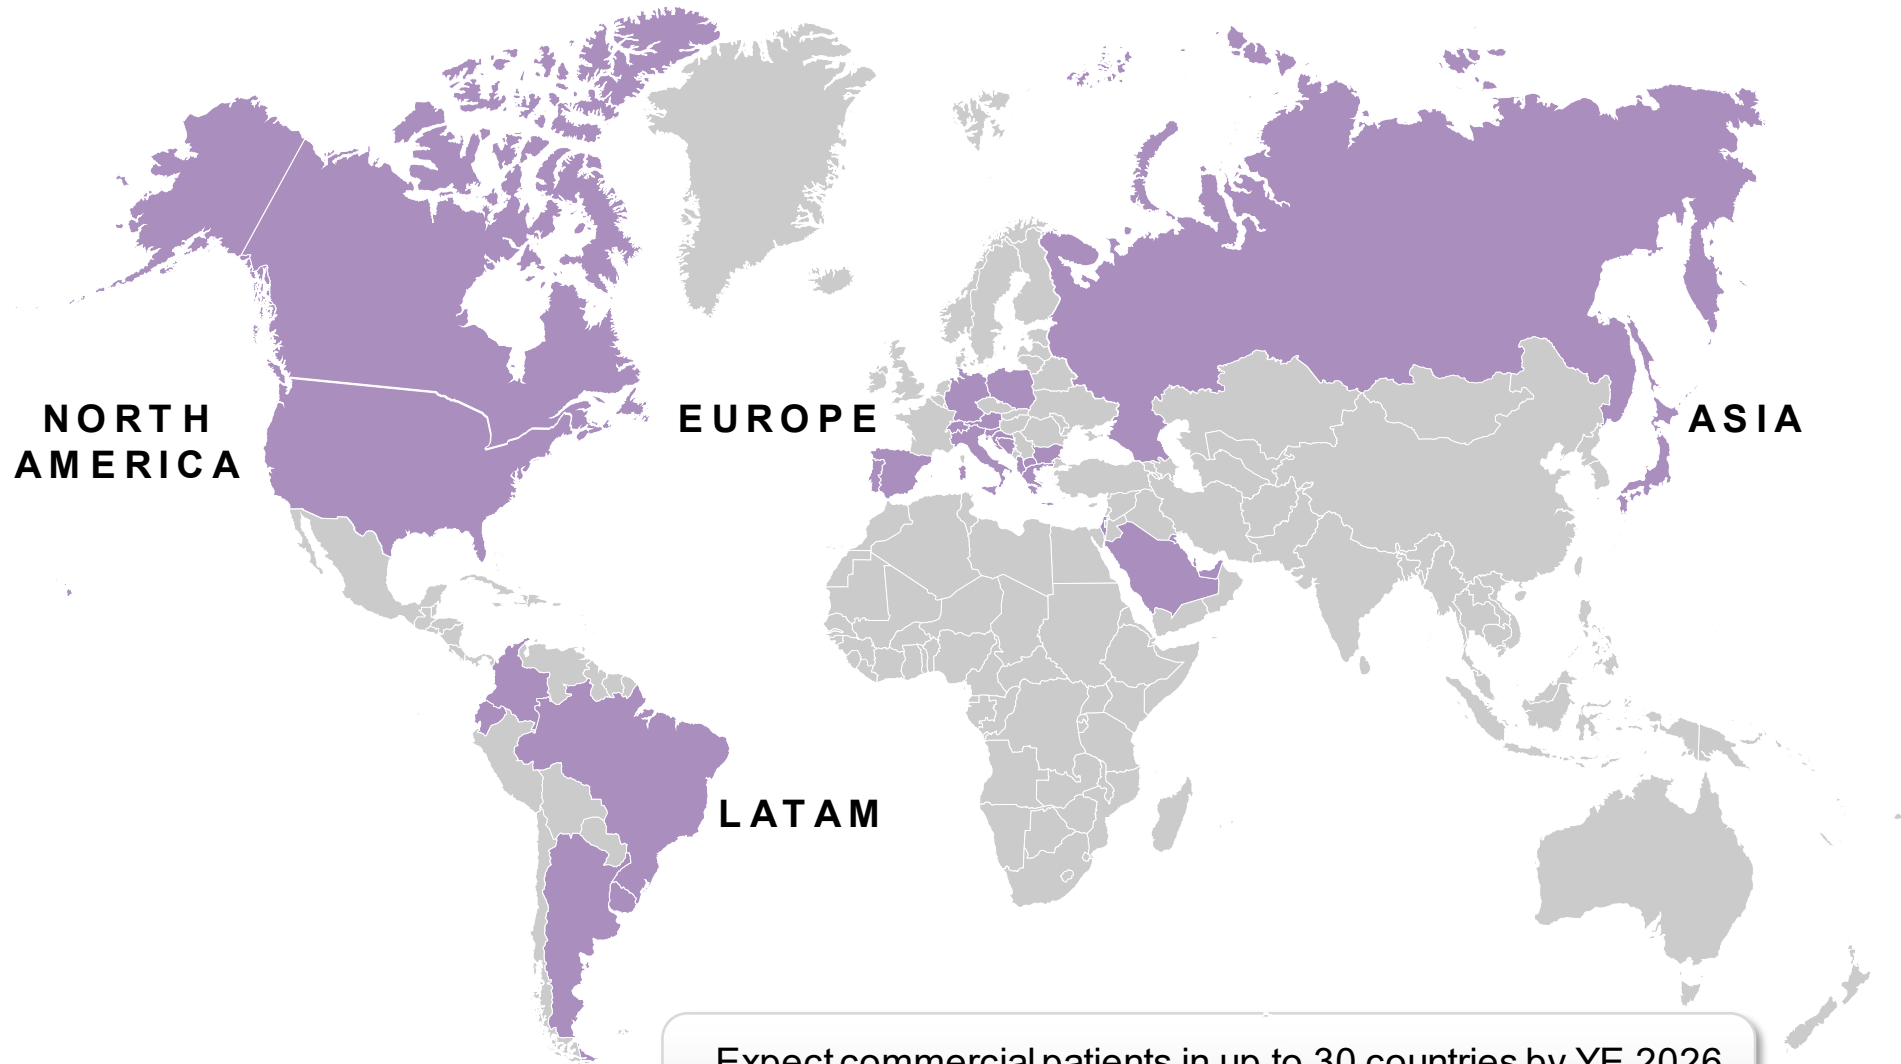 NORTH
AMERICA
EUROPE
ASIA
LATAM
Expect commercial patients in up to 30 countries by YE 2026